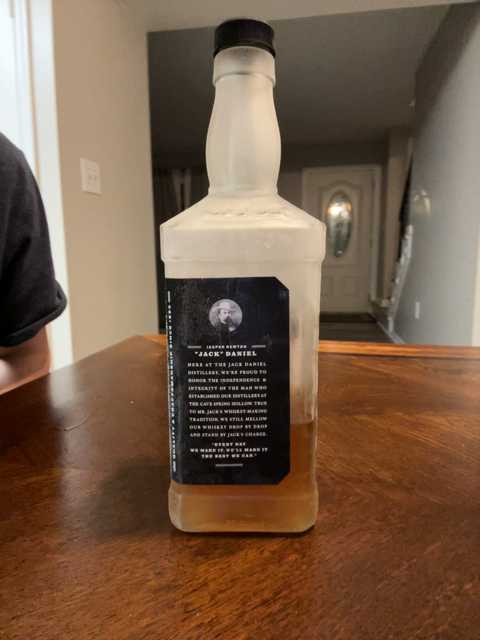 JASPER NEWTON
"JACK" DANIEL
HERE AT THE JACK DANIEL
DISTILLERY, WE'RE PROUD TO
HONOR THE INDEPENDENCE &
INTEGRITY OF THE MAN WHO
ESTABLISHED OUR DISTILLERY AT
THE CAVE SPRING HOLLOW. TRUE
TO MR. JACK'S WHISKEY-MAKING
TRADITION, WE STILL MELLOW
OUR WHISKEY DROP BY DROP
AND STAND BY JACK'S CHARGE,
"EVERY DAY
WE MAKE IT, WE'LL MAKE IT
THE BEST WE CAN."